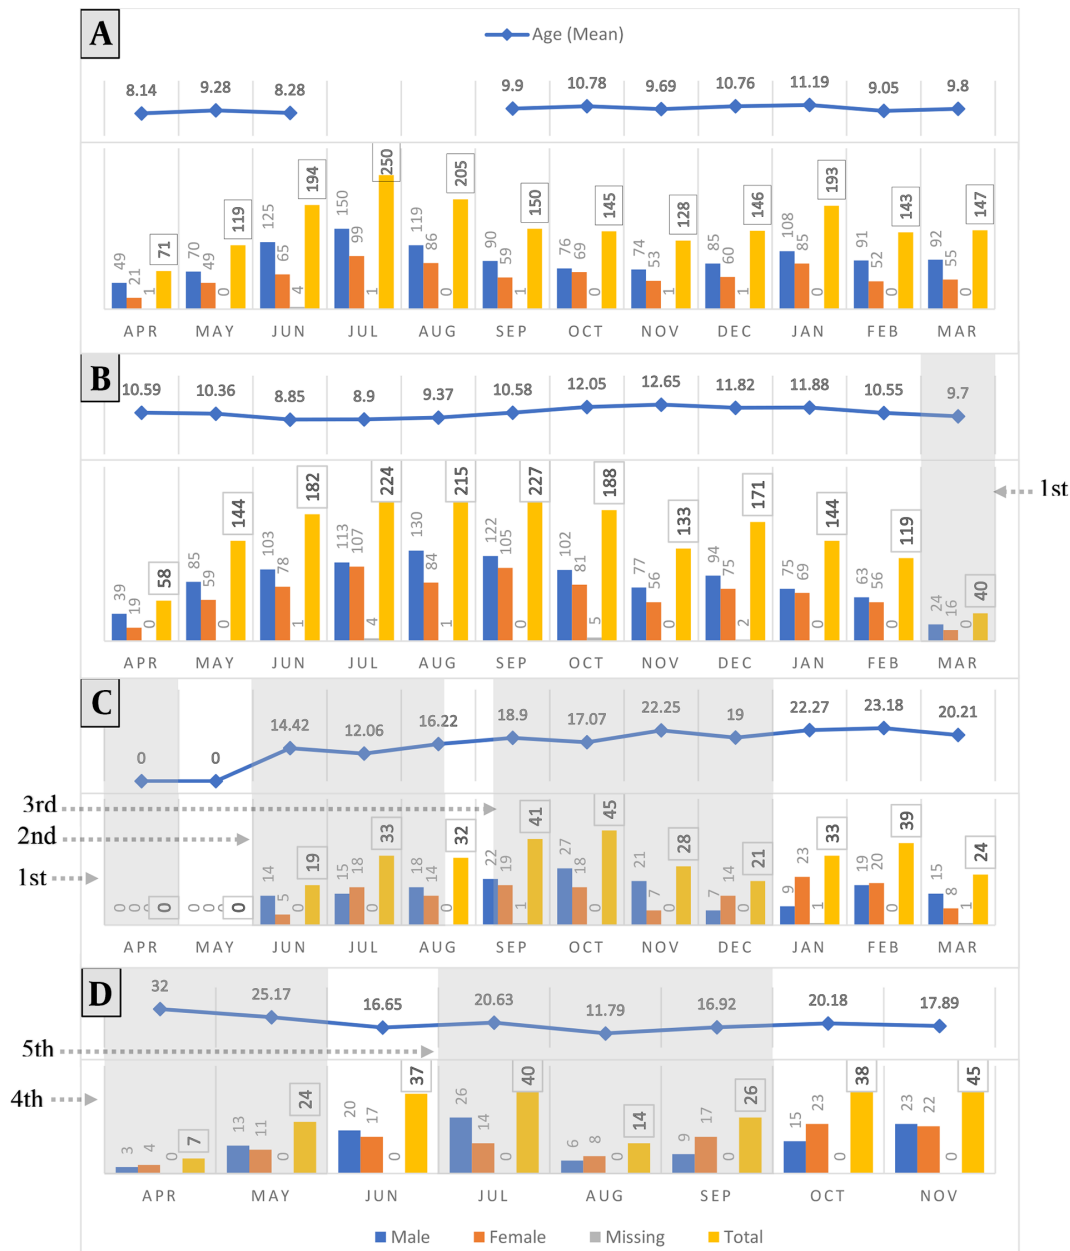 A
Age (Mean)
8.14 9.28 8.28 9.9 10.78 9.69 10.76 11.19 9.05 9.8
49 21 1 71 70 49 0 119 125 65 4 194 150 99 1 250 119 86 0 205 90 59 1 150 76 69 0 145 74 53 1 128 85 60 1 146 108 85 0 193 91 52 0 143 92 55 0 147
APR MAY JUN JUL AUG SEP OCT NOV DEC JAN FEB MAR
B
10.59 10.36 8.85 8.9 9.37 10.58 12.05 12.65 11.82 11.88 10.55 9.7
1st
39 19 0 58 85 59 0 144 103 78 1 182 113 107 4 224 130 84 1 215 122 105 0 227 102 81 5 188 77 56 0 133 94 75 2 171 75 69 0 144 63 56 0 119 24 16 0 40
APR MAY JUN JUL AUG SEP OCT NOV DEC JAN FEB MAR
C
0 0 14.42 12.06 16.22 18.9 17.07 22.25 19 22.27 23.18 20.21
3rd
2nd
1st
0 0 0 0 0 0 0 0 14 5 0 19 15 18 0 33 18 14 0 32 22 19 1 41 27 18 0 45 21 7 0 28 7 14 0 21 9 23 1 33 19 20 0 39 15 8 1 24
APR MAY JUN JUL AUG SEP OCT NOV DEC JAN FEB MAR
D
32 25.17 16.65 20.63 11.79 16.92 20.18 17.89
5th
4th
3 4 0 7 13 11 0 24 20 17 0 37 26 14 0 40 6 8 0 14 9 17 0 26 15 23 0 38 23 22 0 45
APR MAY JUN JUL AUG SEP OCT NOV
Male Female Missing Total